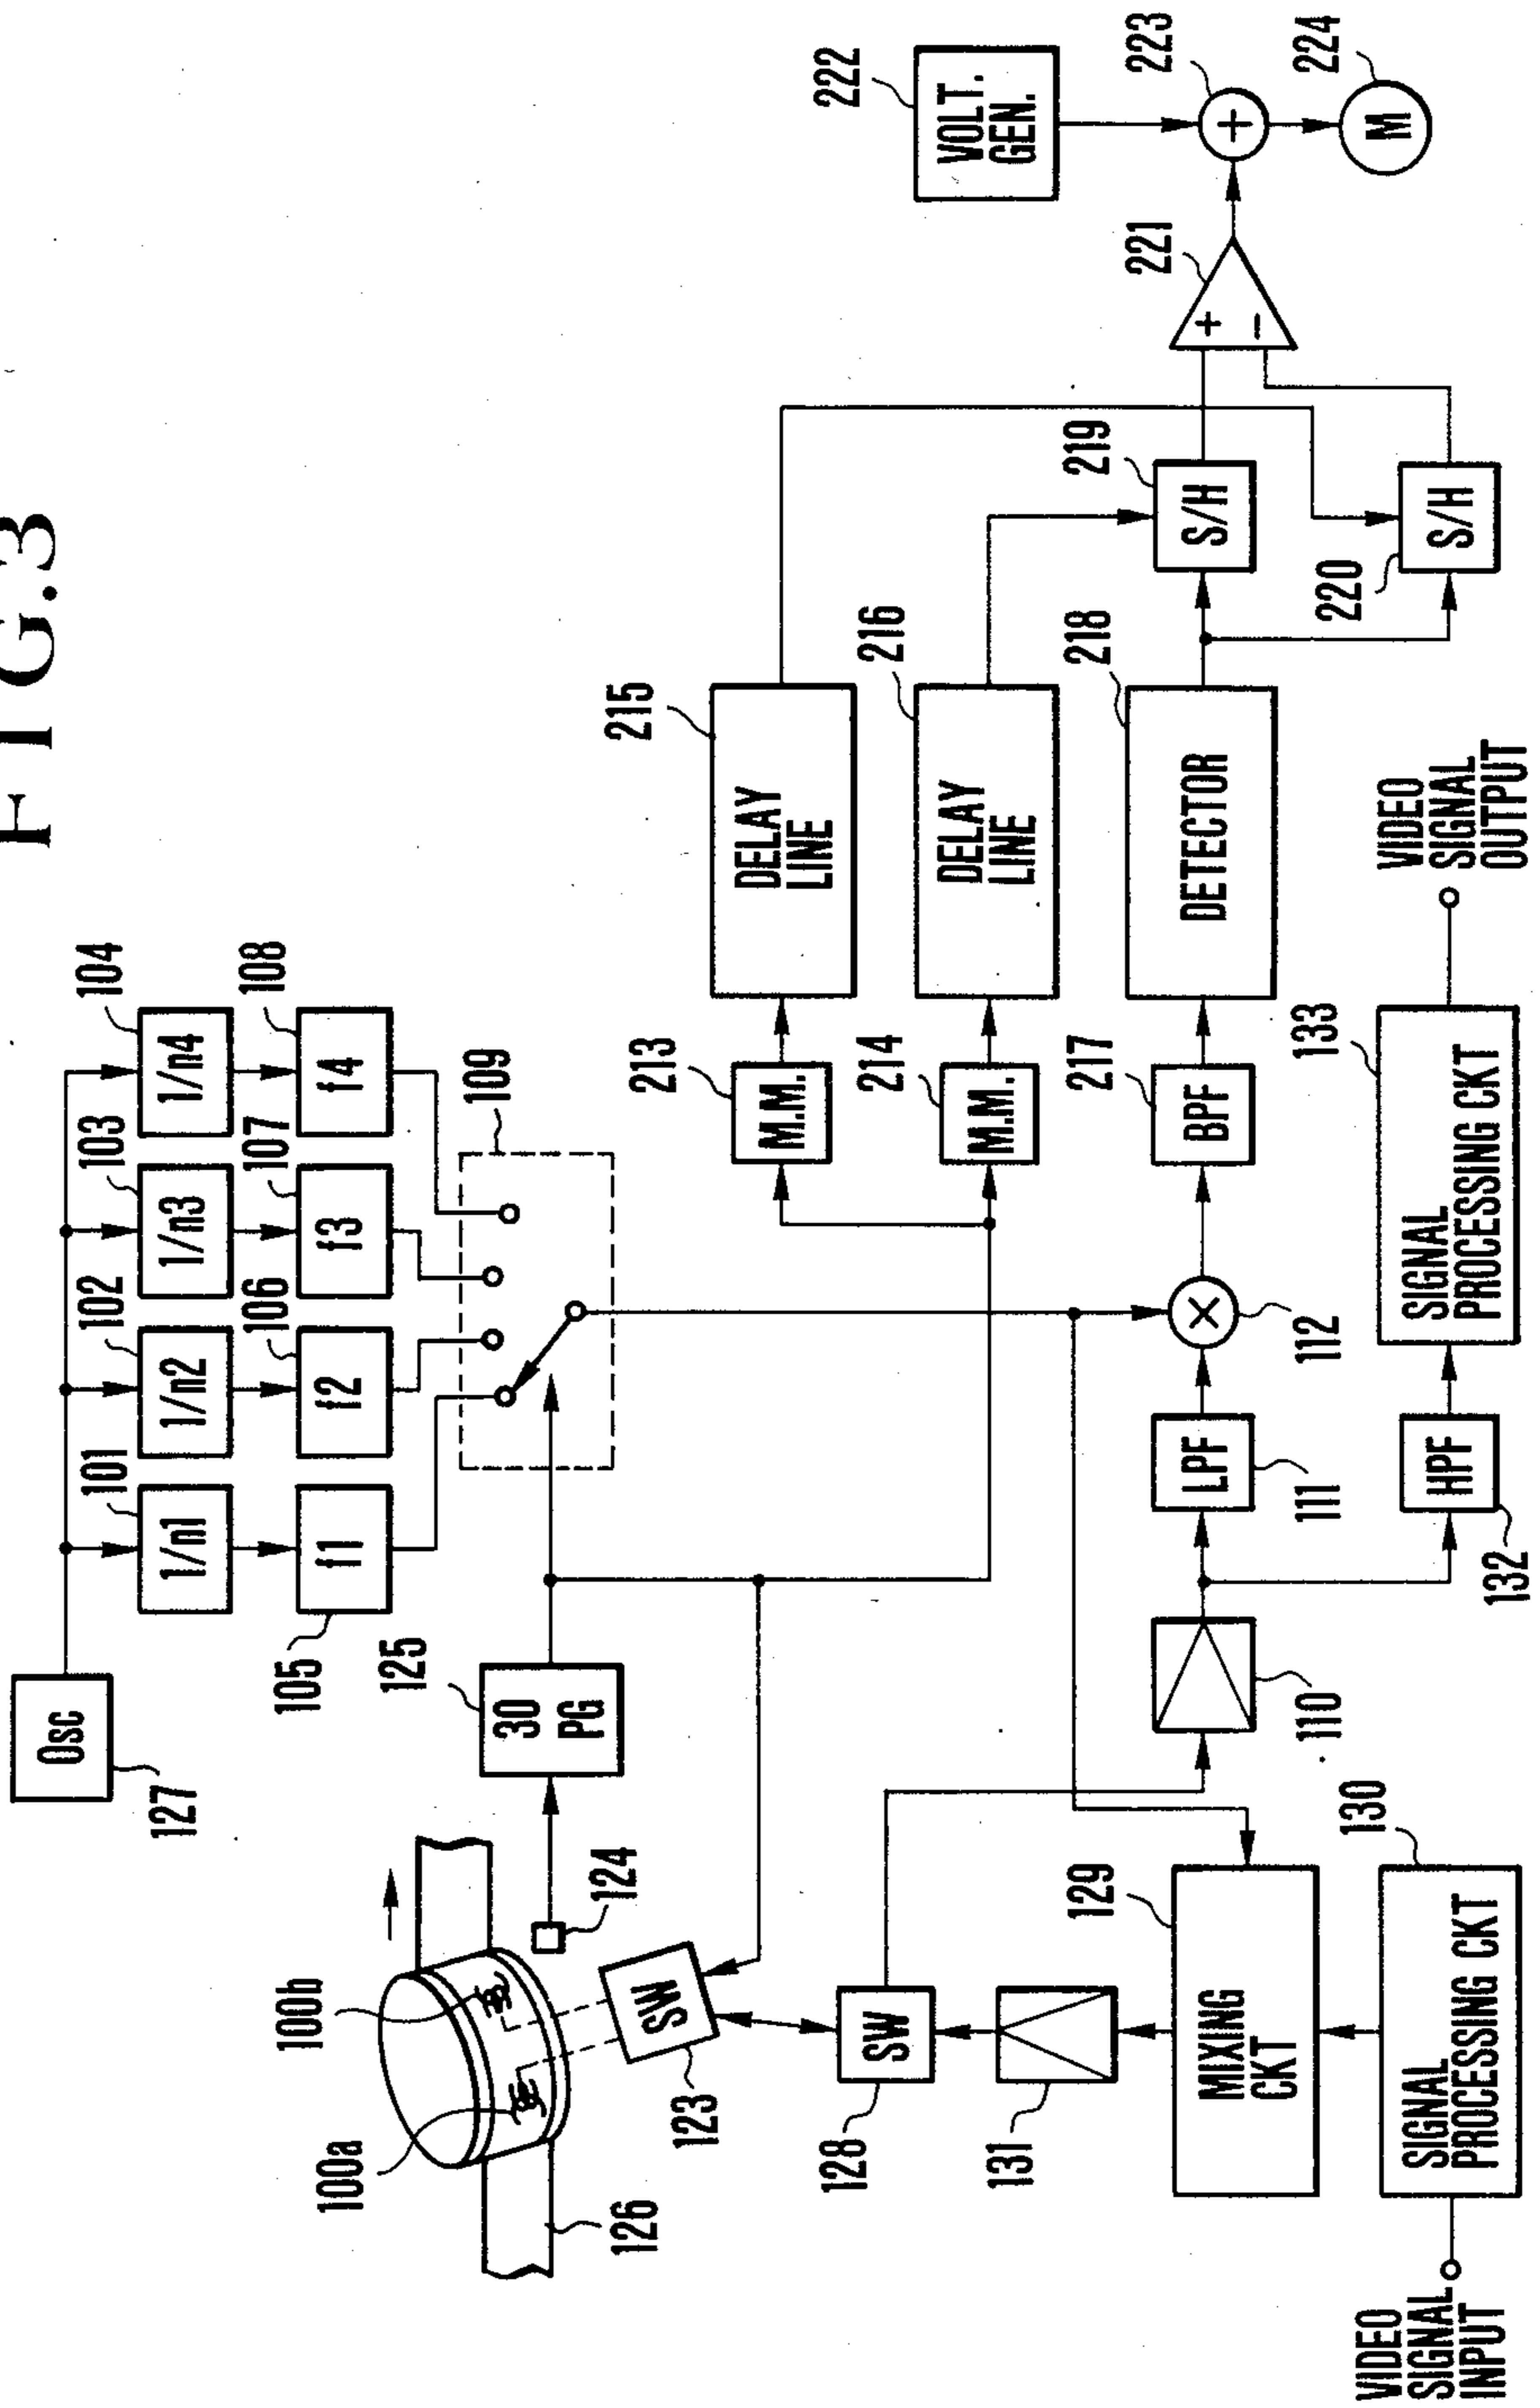 FIG.3
Osc
127
101
1/n1
102
1/n2
103
1/n3
104
1/n4
105
f1
106
f2
107
f3
108
f4
109
100a
100b
124
125
30
PG
126
123
SW
128
SW
131
129
MIXING
CKT
130
SIGNAL
PROCESSING CKT
VIDEO
SIGNAL
INPUT
110
111
LPF
112
132
HPF
133
SIGNAL
PROCESSING CKT
VIDEO
SIGNAL
OUTPUT
213
M.M.
214
M.M.
215
DELAY
LINE
216
DELAY
LINE
217
BPF
218
DETECTOR
219
S/H
220
S/H
221
+
−
222
VOLT.
GEN.
223
+
224
M